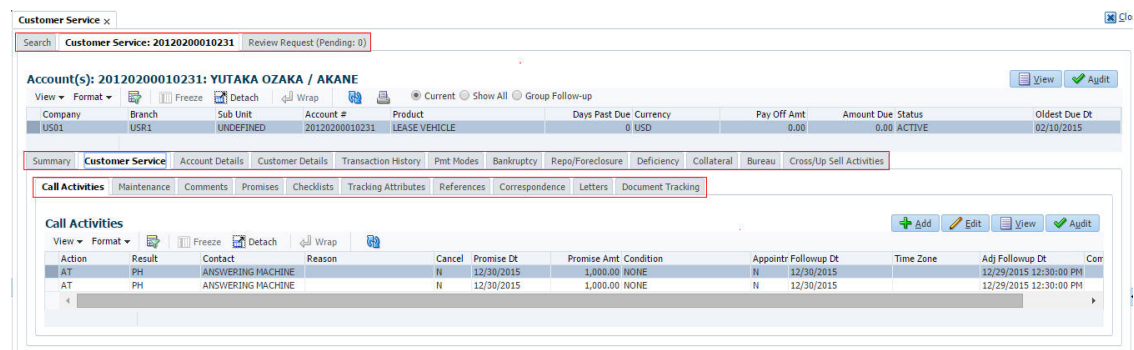 Customer Service × Clo
Search Customer Service: 20120200010231 Review Request (Pending: 0)
Account(s): 20120200010231: YUTAKA OZAKA / AKANE View Audit
View Format Freeze Detach Wrap Current Show All Group Follow-up
Company Branch Sub Unit Account # Product Days Past Due Currency Pay Off Amt Amount Due Status Oldest Due Dt
US01 USR1 UNDEFINED 20120200010231 LEASE VEHICLE 0 USD 0.00 0.00 ACTIVE 02/10/2015
Summary Customer Service Account Details Customer Details Transaction History Pmt Modes Bankruptcy Repo/Foreclosure Deficiency Collateral Bureau Cross/Up Sell Activities
Call Activities Maintenance Comments Promises Checklists Tracking Attributes References Correspondence Letters Document Tracking
Call Activities Add Edit View Audit
View Format Freeze Detach Wrap
Action Result Contact Reason Cancel Promise Dt Promise Amt Condition Appointr Followup Dt Time Zone Adj Followup Dt Com
AT PH ANSWERING MACHINE N 12/30/2015 1,000.00 NONE N 12/30/2015 12/29/2015 12:30:00 PM
AT PH ANSWERING MACHINE N 12/30/2015 1,000.00 NONE N 12/30/2015 12/29/2015 12:30:00 PM